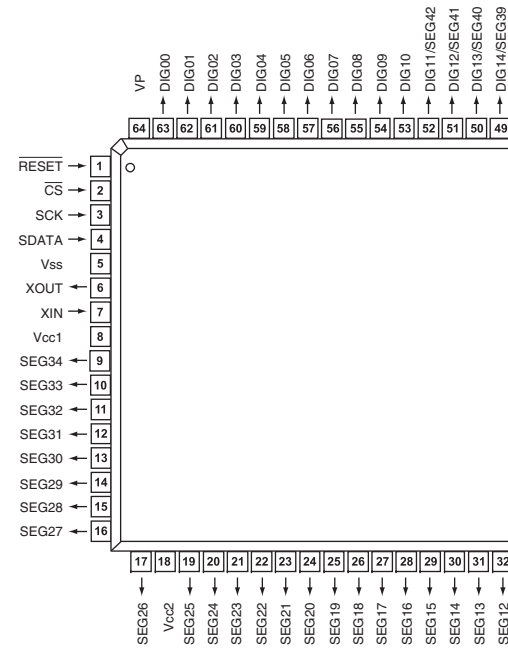 VP
DIG00
DIG01
DIG02
DIG03
DIG04
DIG05
DIG06
DIG07
DIG08
DIG09
DIG10
DIG11/SEG42
DIG12/SEG41
DIG13/SEG40
DIG14/SEG39
64 63 62 61 60 59 58 57 56 55 54 53 52 51 50 49
RESET 1
CS 2
SCK 3
SDATA 4
Vss 5
XOUT 6
XIN 7
Vcc1 8
SEG34 9
SEG33 10
SEG32 11
SEG31 12
SEG30 13
SEG29 14
SEG28 15
SEG27 16
17 18 19 20 21 22 23 24 25 26 27 28 29 30 31 32
SEG26
Vcc2
SEG25
SEG24
SEG23
SEG22
SEG21
SEG20
SEG19
SEG18
SEG17
SEG16
SEG15
SEG14
SEG13
SEG12